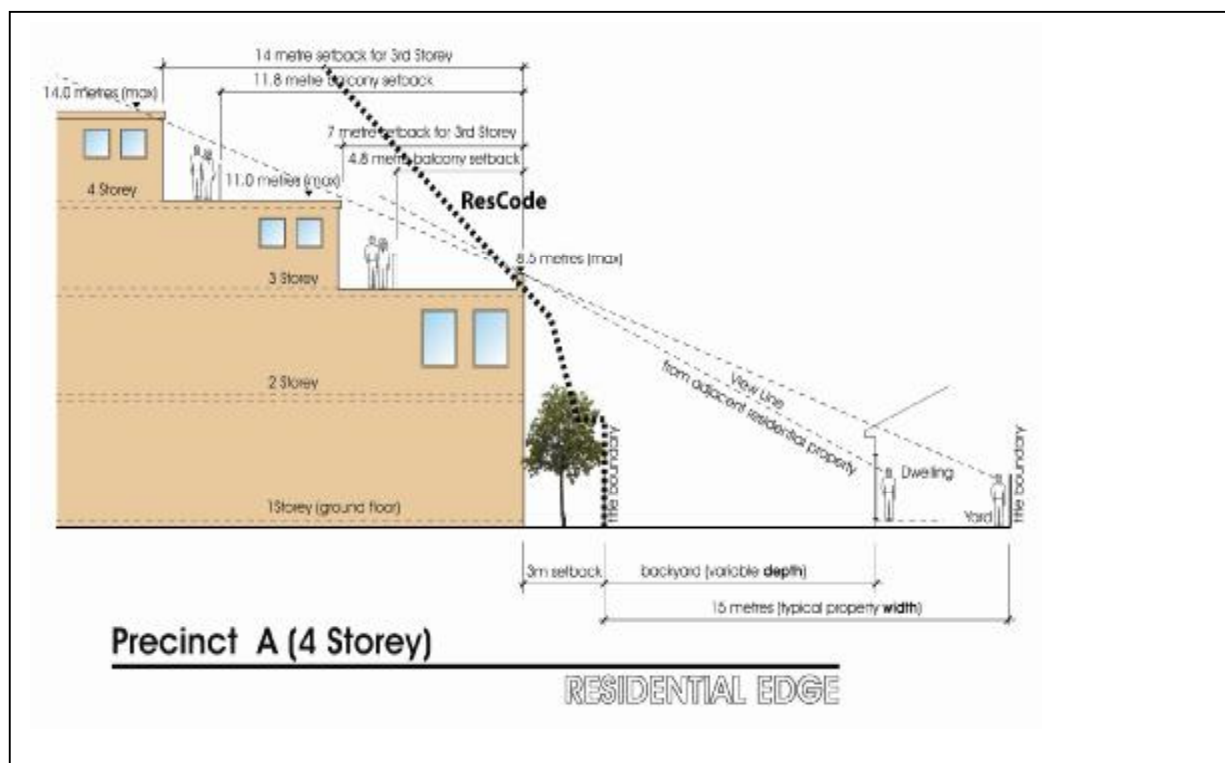 14 metre setback for 3rd Storey
11.8 metre balcony setback
14.0 metres (max)
7 metre setback for 3rd Storey
4.8 metre balcony setback
11.0 metres (max)
4 Storey
ResCode
8.5 metres (max)
3 Storey
2 Storey
View Line
from adjacent residential property
Dwelling
title boundary
title boundary
1Storey (ground floor)
Yard
3m setback
backyard (variable depth)
15 metres (typical property width)
Precinct A (4 Storey)
RESIDENTIAL EDGE